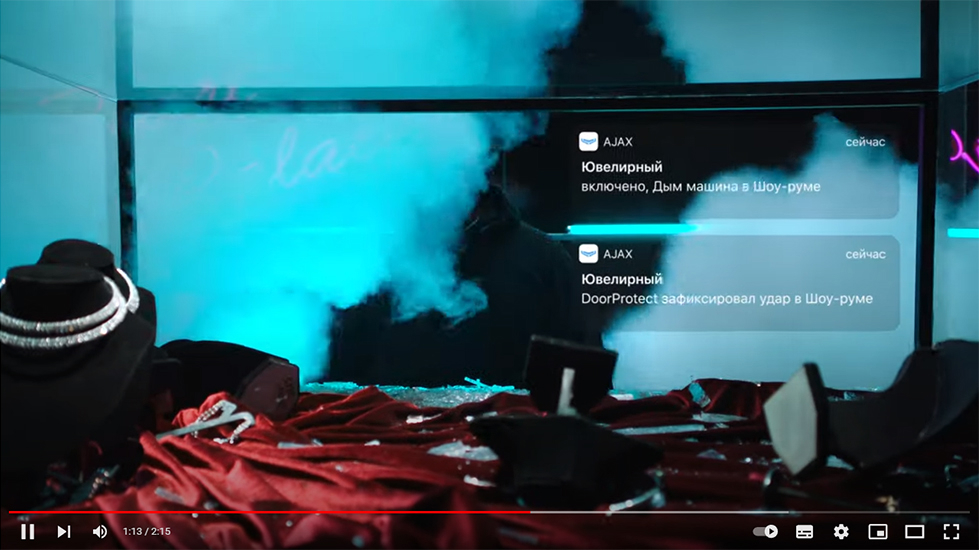 AJAX
сейчас
Ювелирный
включено, Дым машина в Шоу-руме
AJAX
сейчас
Ювелирный
DoorProtect зафиксировал удар в Шоу-руме
1:13 / 2:15